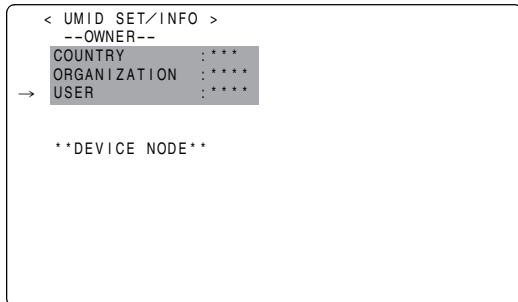 < UMID SET/INFO >
--OWNER--
COUNTRY :***
ORGANIZATION :****
→ USER :****
**DEVICE NODE**